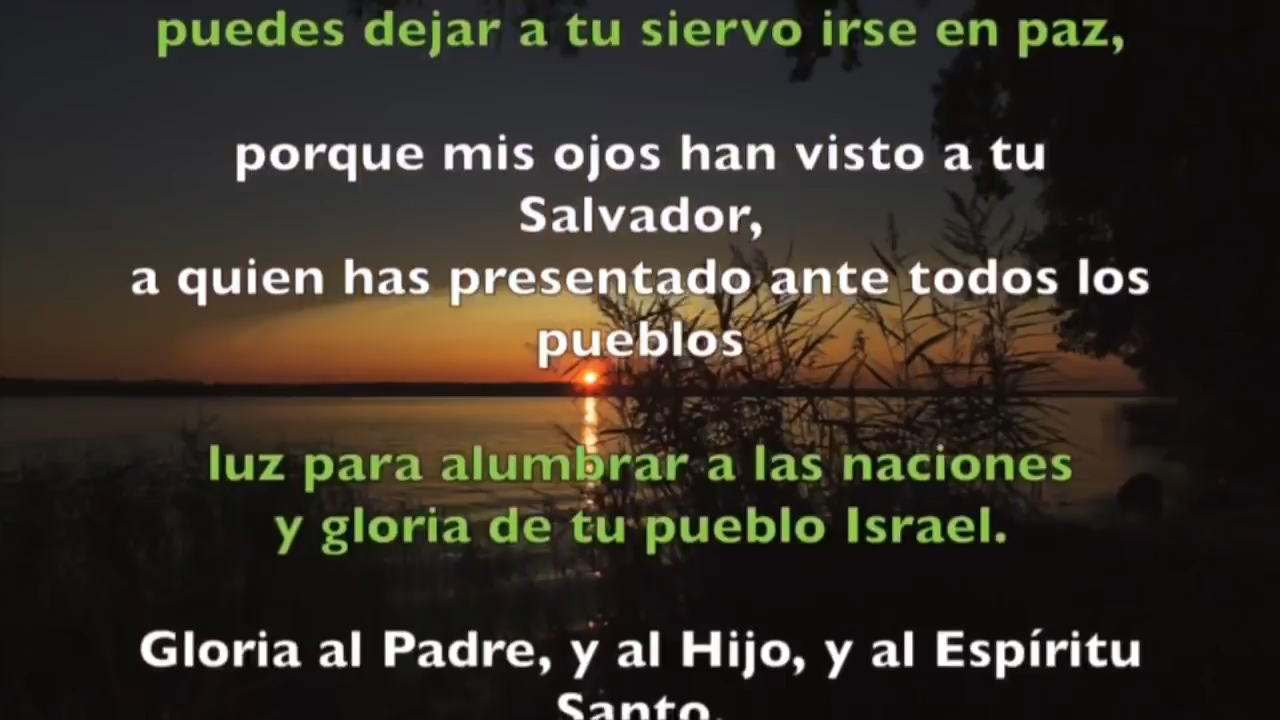 puedes dejar a tu siervo irse en paz,
porque mis ojos han visto a tu
Salvador,
a quien has presentado ante todos los
pueblos
luz para alumbrar a las naciones
y gloria de tu pueblo Israel.
Gloria al Padre, y al Hijo, y al Espíritu
Santo.